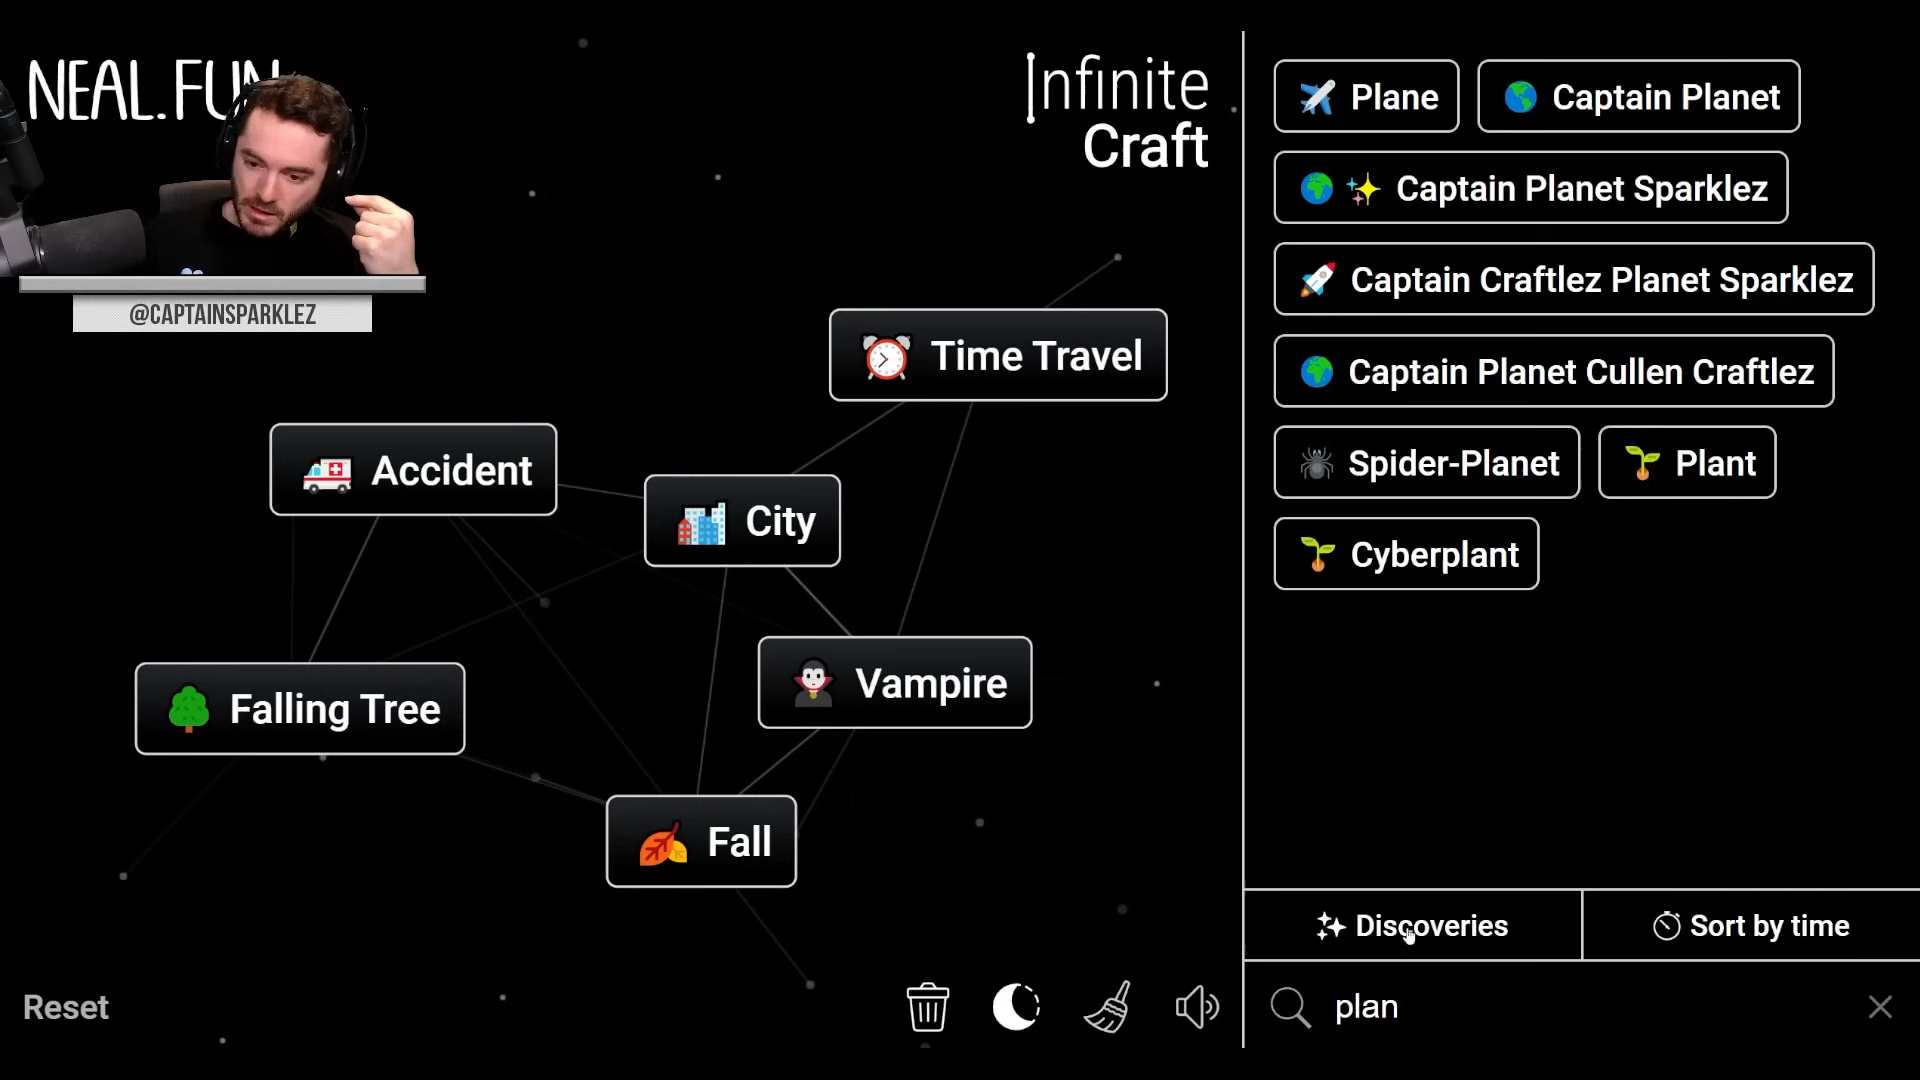 NEAL.FUN
Infinite
Craft
@CAPTAINSPARKLEZ
Time Travel
Accident
City
Vampire
Falling Tree
Fall
Reset
Plane
Captain Planet
Captain Planet Sparklez
Captain Craftlez Planet Sparklez
Captain Planet Cullen Craftlez
Spider-Planet
Plant
Cyberplant
Discoveries
Sort by time
plan